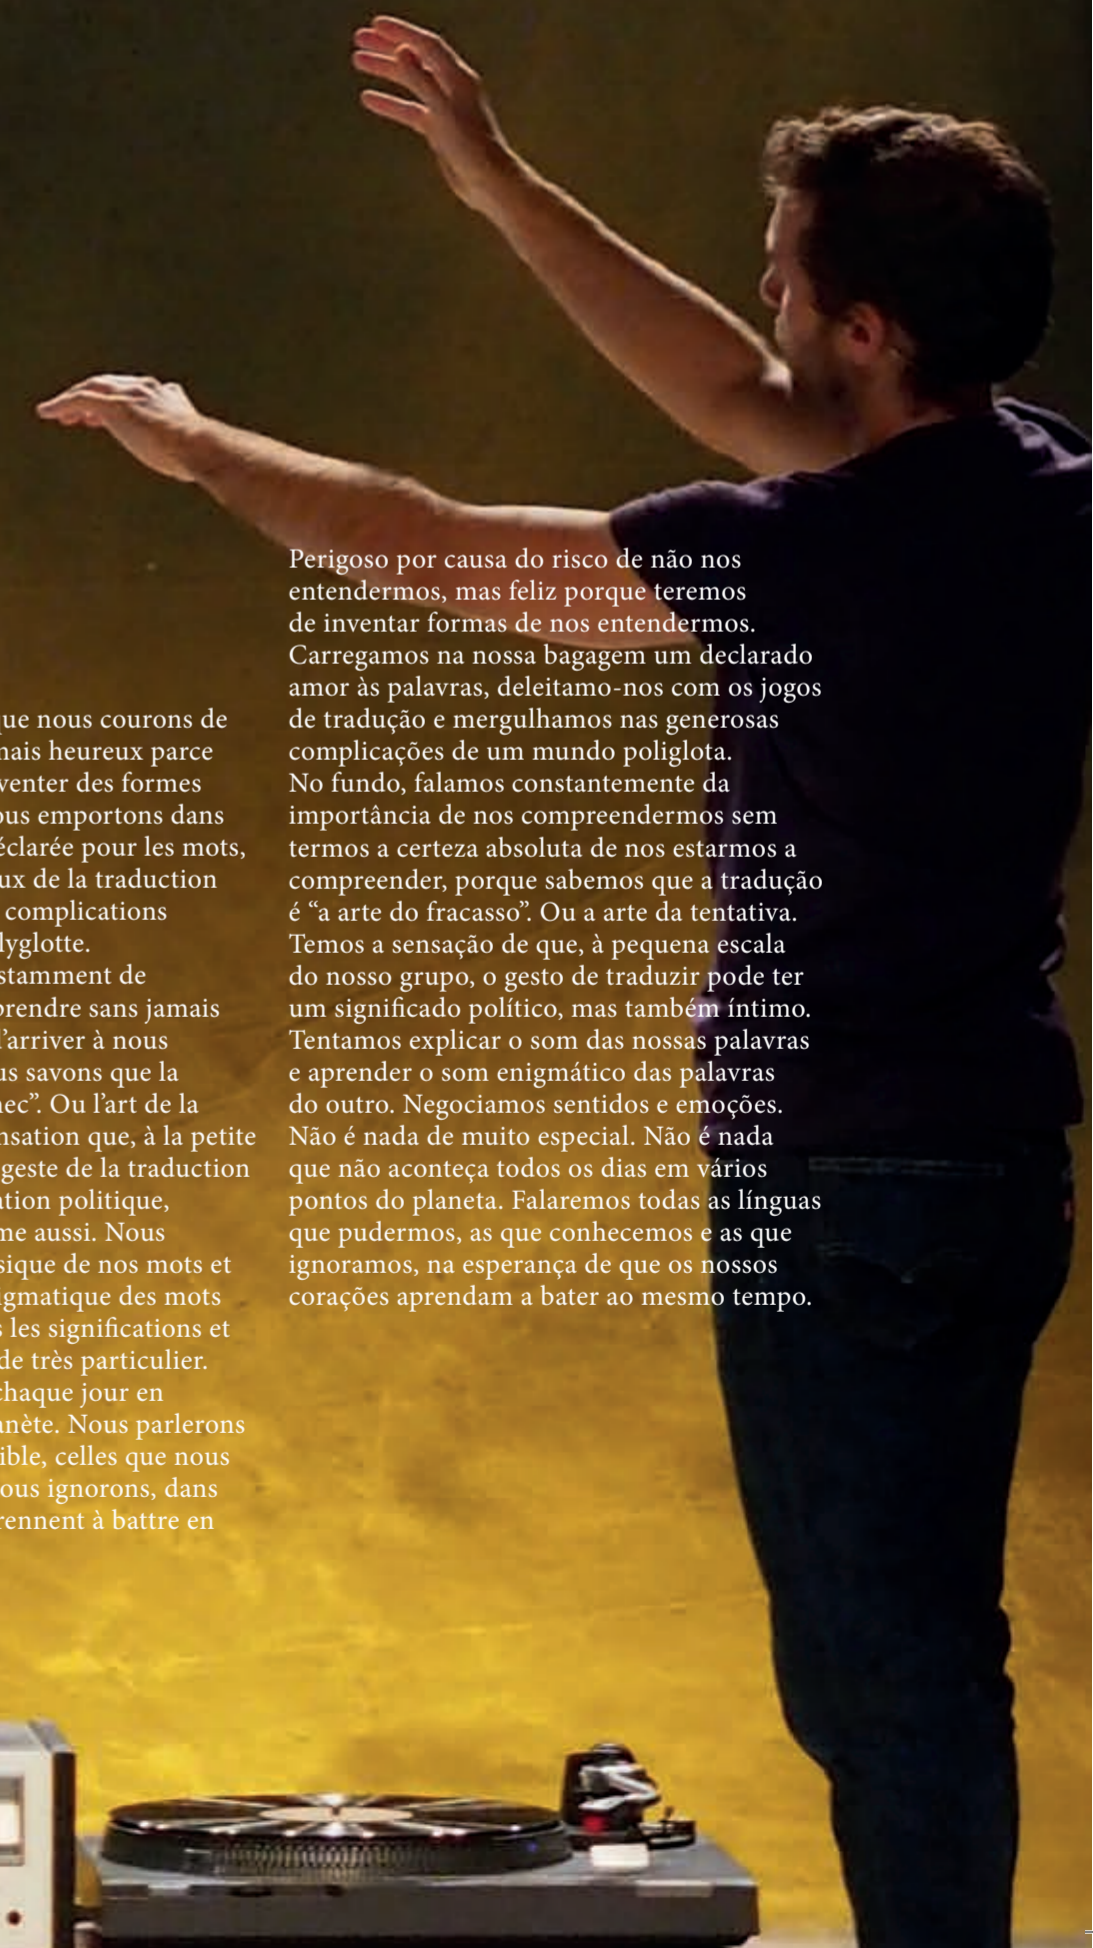 ue nous courons de
nais heureux parce
venter des formes
ous emportons dans
éclarée pour les mots,
ux de la traduction
complications
lyglotte.
stamment de
prendre sans jamais
l’arriver à nous
us savons que la
hec”. Ou l’art de la
nsation que, à la petite
geste de la traduction
ation politique,
me aussi. Nous
sique de nos mots et
igmatique des mots
s les significations et
de très particulier.
chaque jour en
anète. Nous parlerons
ible, celles que nous
ous ignorons, dans
rennent à battre en
Perigoso por causa do risco de não nos
entendermos, mas feliz porque teremos
de inventar formas de nos entendermos.
Carregamos na nossa bagagem um declarado
amor às palavras, deleitamo-nos com os jogos
de tradução e mergulhamos nas generosas
complicações de um mundo poliglota.
No fundo, falamos constantemente da
importância de nos compreendermos sem
termos a certeza absoluta de nos estarmos a
compreender, porque sabemos que a tradução
é “a arte do fracasso”. Ou a arte da tentativa.
Temos a sensação de que, à pequena escala
do nosso grupo, o gesto de traduzir pode ter
um significado político, mas também íntimo.
Tentamos explicar o som das nossas palavras
e aprender o som enigmático das palavras
do outro. Negociamos sentidos e emoções.
Não é nada de muito especial. Não é nada
que não aconteça todos os dias em vários
pontos do planeta. Falaremos todas as línguas
que pudermos, as que conhecemos e as que
ignoramos, na esperança de que os nossos
corações aprendam a bater ao mesmo tempo.